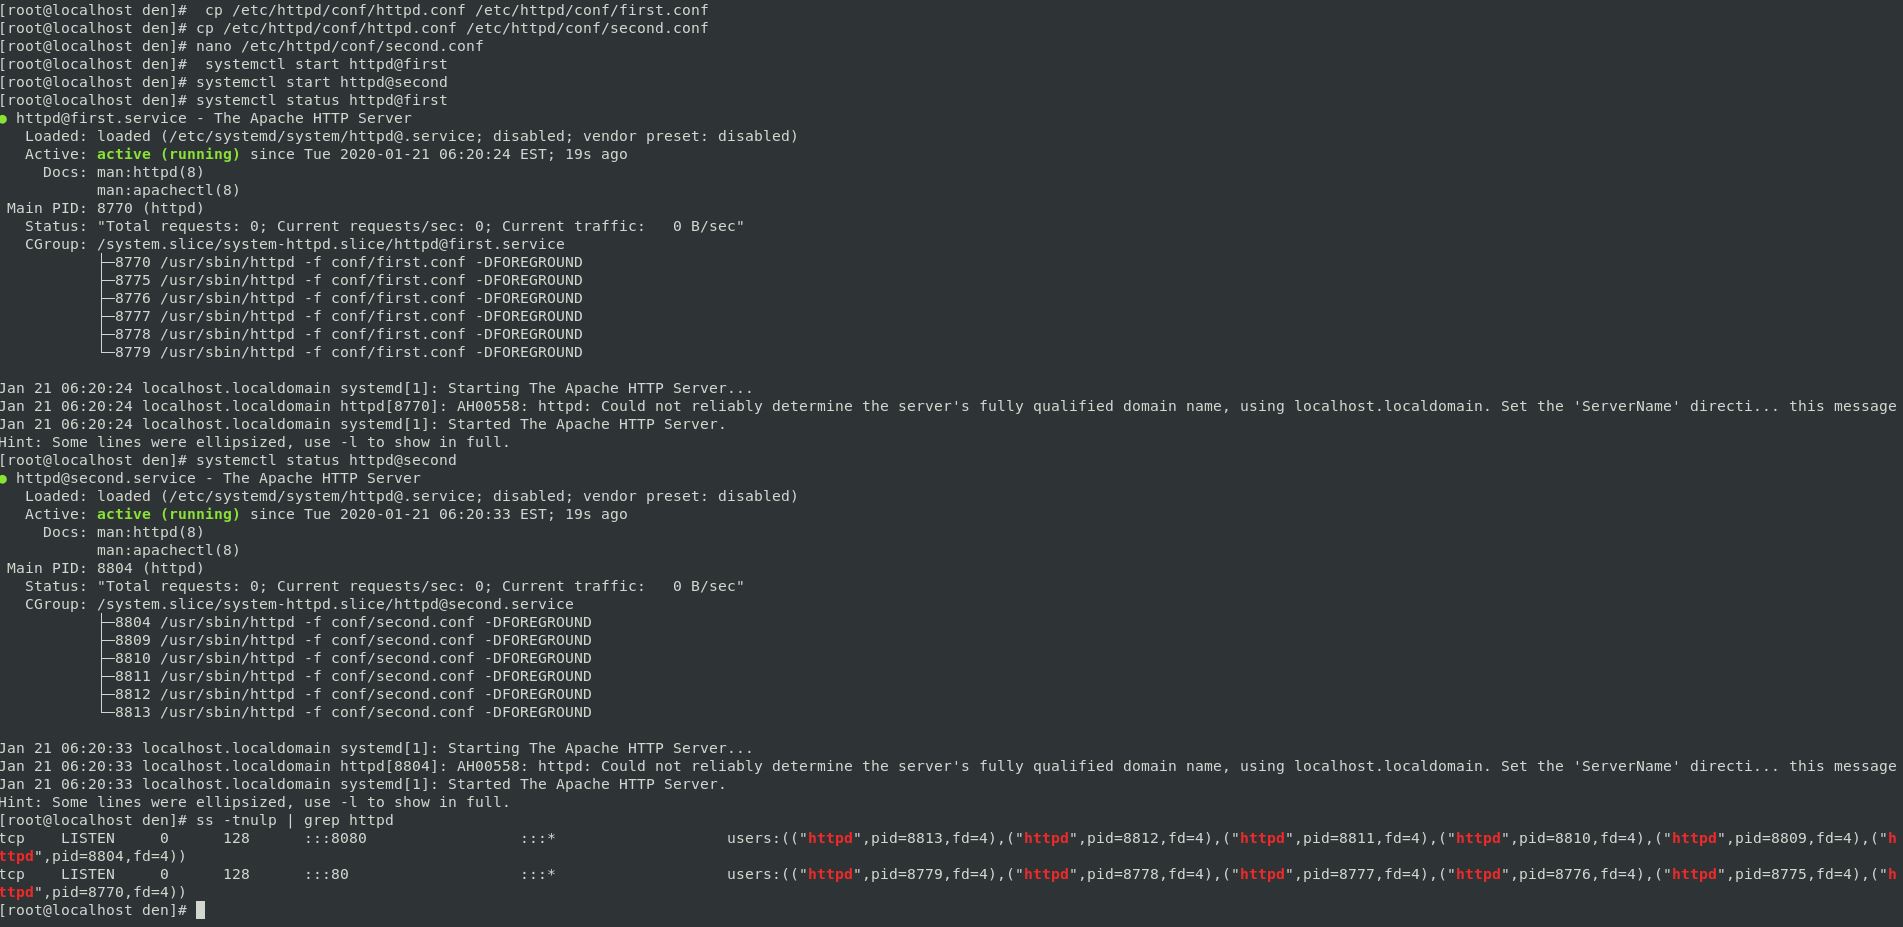 [root@localhost den]#  cp /etc/httpd/conf/httpd.conf /etc/httpd/conf/first.conf
[root@localhost den]# cp /etc/httpd/conf/httpd.conf /etc/httpd/conf/second.conf
[root@localhost den]# nano /etc/httpd/conf/second.conf
[root@localhost den]#  systemctl start httpd@first
[root@localhost den]# systemctl start httpd@second
[root@localhost den]# systemctl status httpd@first
● httpd@first.service - The Apache HTTP Server
   Loaded: loaded (/etc/systemd/system/httpd@.service; disabled; vendor preset: disabled)
   Active: active (running) since Tue 2020-01-21 06:20:24 EST; 19s ago
     Docs: man:httpd(8)
           man:apachectl(8)
 Main PID: 8770 (httpd)
   Status: "Total requests: 0; Current requests/sec: 0; Current traffic:   0 B/sec"
   CGroup: /system.slice/system-httpd.slice/httpd@first.service
           ├─8770 /usr/sbin/httpd -f conf/first.conf -DFOREGROUND
           ├─8775 /usr/sbin/httpd -f conf/first.conf -DFOREGROUND
           ├─8776 /usr/sbin/httpd -f conf/first.conf -DFOREGROUND
           ├─8777 /usr/sbin/httpd -f conf/first.conf -DFOREGROUND
           ├─8778 /usr/sbin/httpd -f conf/first.conf -DFOREGROUND
           └─8779 /usr/sbin/httpd -f conf/first.conf -DFOREGROUND

Jan 21 06:20:24 localhost.localdomain systemd[1]: Starting The Apache HTTP Server...
Jan 21 06:20:24 localhost.localdomain httpd[8770]: AH00558: httpd: Could not reliably determine the server's fully qualified domain name, using localhost.localdomain. Set the 'ServerName' directi... this message
Jan 21 06:20:24 localhost.localdomain systemd[1]: Started The Apache HTTP Server.
Hint: Some lines were ellipsized, use -l to show in full.
[root@localhost den]# systemctl status httpd@second
● httpd@second.service - The Apache HTTP Server
   Loaded: loaded (/etc/systemd/system/httpd@.service; disabled; vendor preset: disabled)
   Active: active (running) since Tue 2020-01-21 06:20:33 EST; 19s ago
     Docs: man:httpd(8)
           man:apachectl(8)
 Main PID: 8804 (httpd)
   Status: "Total requests: 0; Current requests/sec: 0; Current traffic:   0 B/sec"
   CGroup: /system.slice/system-httpd.slice/httpd@second.service
           ├─8804 /usr/sbin/httpd -f conf/second.conf -DFOREGROUND
           ├─8809 /usr/sbin/httpd -f conf/second.conf -DFOREGROUND
           ├─8810 /usr/sbin/httpd -f conf/second.conf -DFOREGROUND
           ├─8811 /usr/sbin/httpd -f conf/second.conf -DFOREGROUND
           ├─8812 /usr/sbin/httpd -f conf/second.conf -DFOREGROUND
           └─8813 /usr/sbin/httpd -f conf/second.conf -DFOREGROUND

Jan 21 06:20:33 localhost.localdomain systemd[1]: Starting The Apache HTTP Server...
Jan 21 06:20:33 localhost.localdomain httpd[8804]: AH00558: httpd: Could not reliably determine the server's fully qualified domain name, using localhost.localdomain. Set the 'ServerName' directi... this message
Jan 21 06:20:33 localhost.localdomain systemd[1]: Started The Apache HTTP Server.
Hint: Some lines were ellipsized, use -l to show in full.
[root@localhost den]# ss -tnulp | grep httpd
tcp    LISTEN     0      128      :::8080                 :::*                   users:(("httpd",pid=8813,fd=4),("httpd",pid=8812,fd=4),("httpd",pid=8811,fd=4),("httpd",pid=8810,fd=4),("httpd",pid=8809,fd=4),("h
ttpd",pid=8804,fd=4))
tcp    LISTEN     0      128      :::80                   :::*                   users:(("httpd",pid=8779,fd=4),("httpd",pid=8778,fd=4),("httpd",pid=8777,fd=4),("httpd",pid=8776,fd=4),("httpd",pid=8775,fd=4),("h
ttpd",pid=8770,fd=4))
[root@localhost den]#